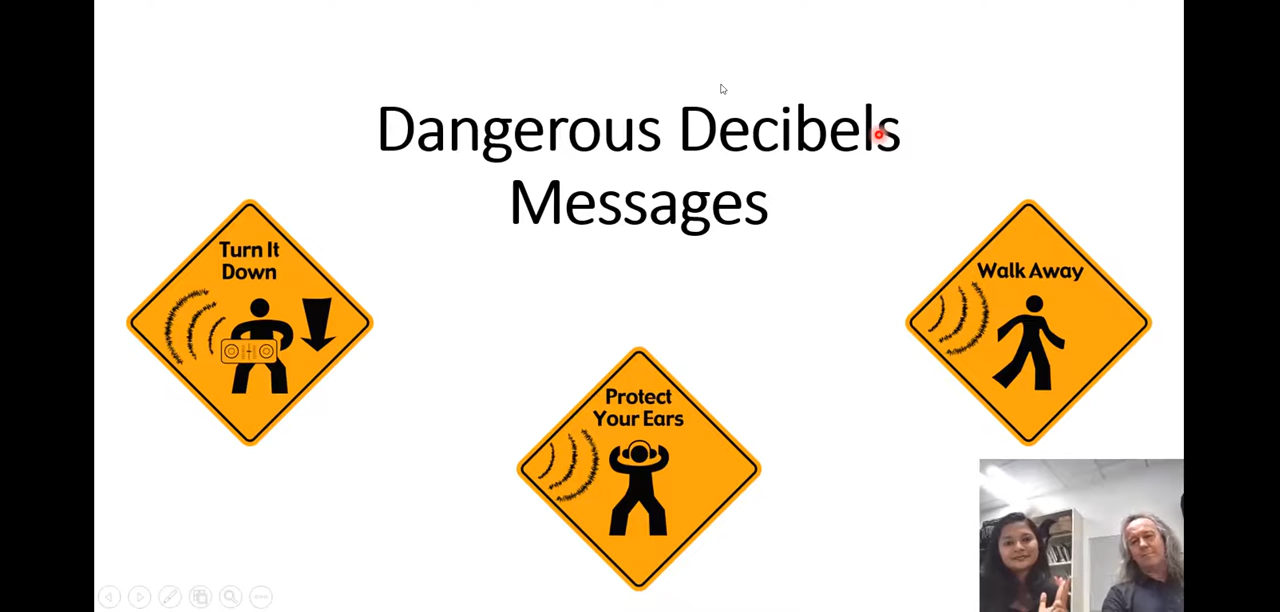 Dangerous Decibels
Messages
Turn It
Down
Walk Away
Protect
Your Ears